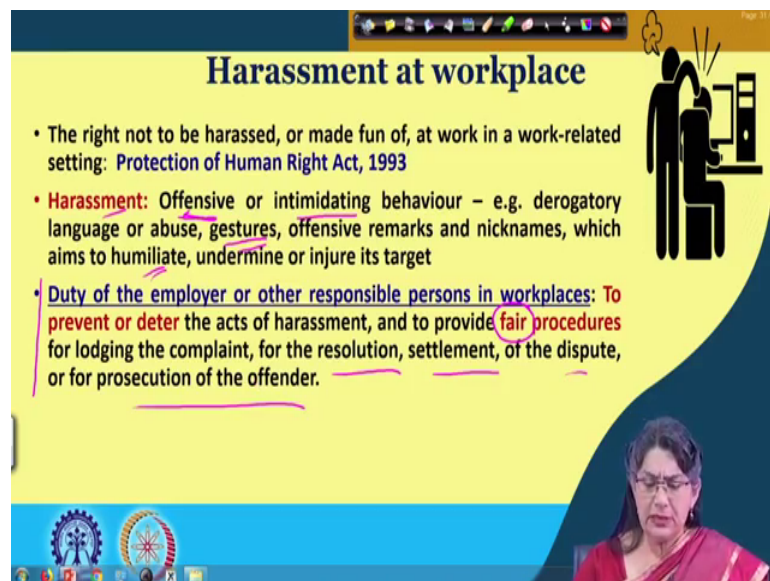 Page 31
Harassment at workplace
• The right not to be harassed, or made fun of, at work in a work-related
setting: Protection of Human Right Act, 1993
• Harassment: Offensive or intimidating behaviour – e.g. derogatory
language or abuse, gestures, offensive remarks and nicknames, which
aims to humiliate, undermine or injure its target
• Duty of the employer or other responsible persons in workplaces: To
prevent or deter the acts of harassment, and to provide fair procedures
for lodging the complaint, for the resolution, settlement, of the dispute,
or for prosecution of the offender.